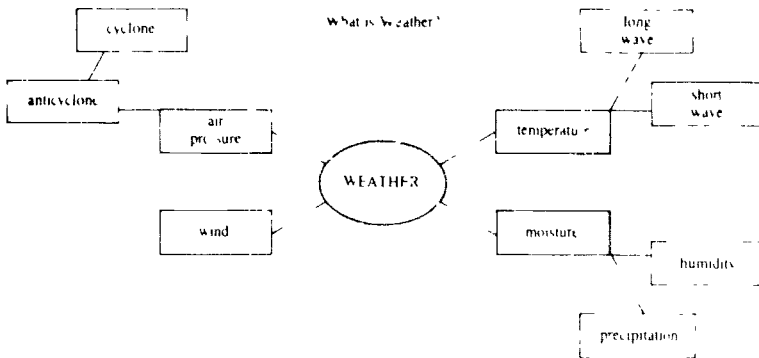 What is Weather?
cyclone
long
wave
anticyclone
short
wave
air
pressure
temperature
WEATHER
wind
moisture
humidity
precipitation